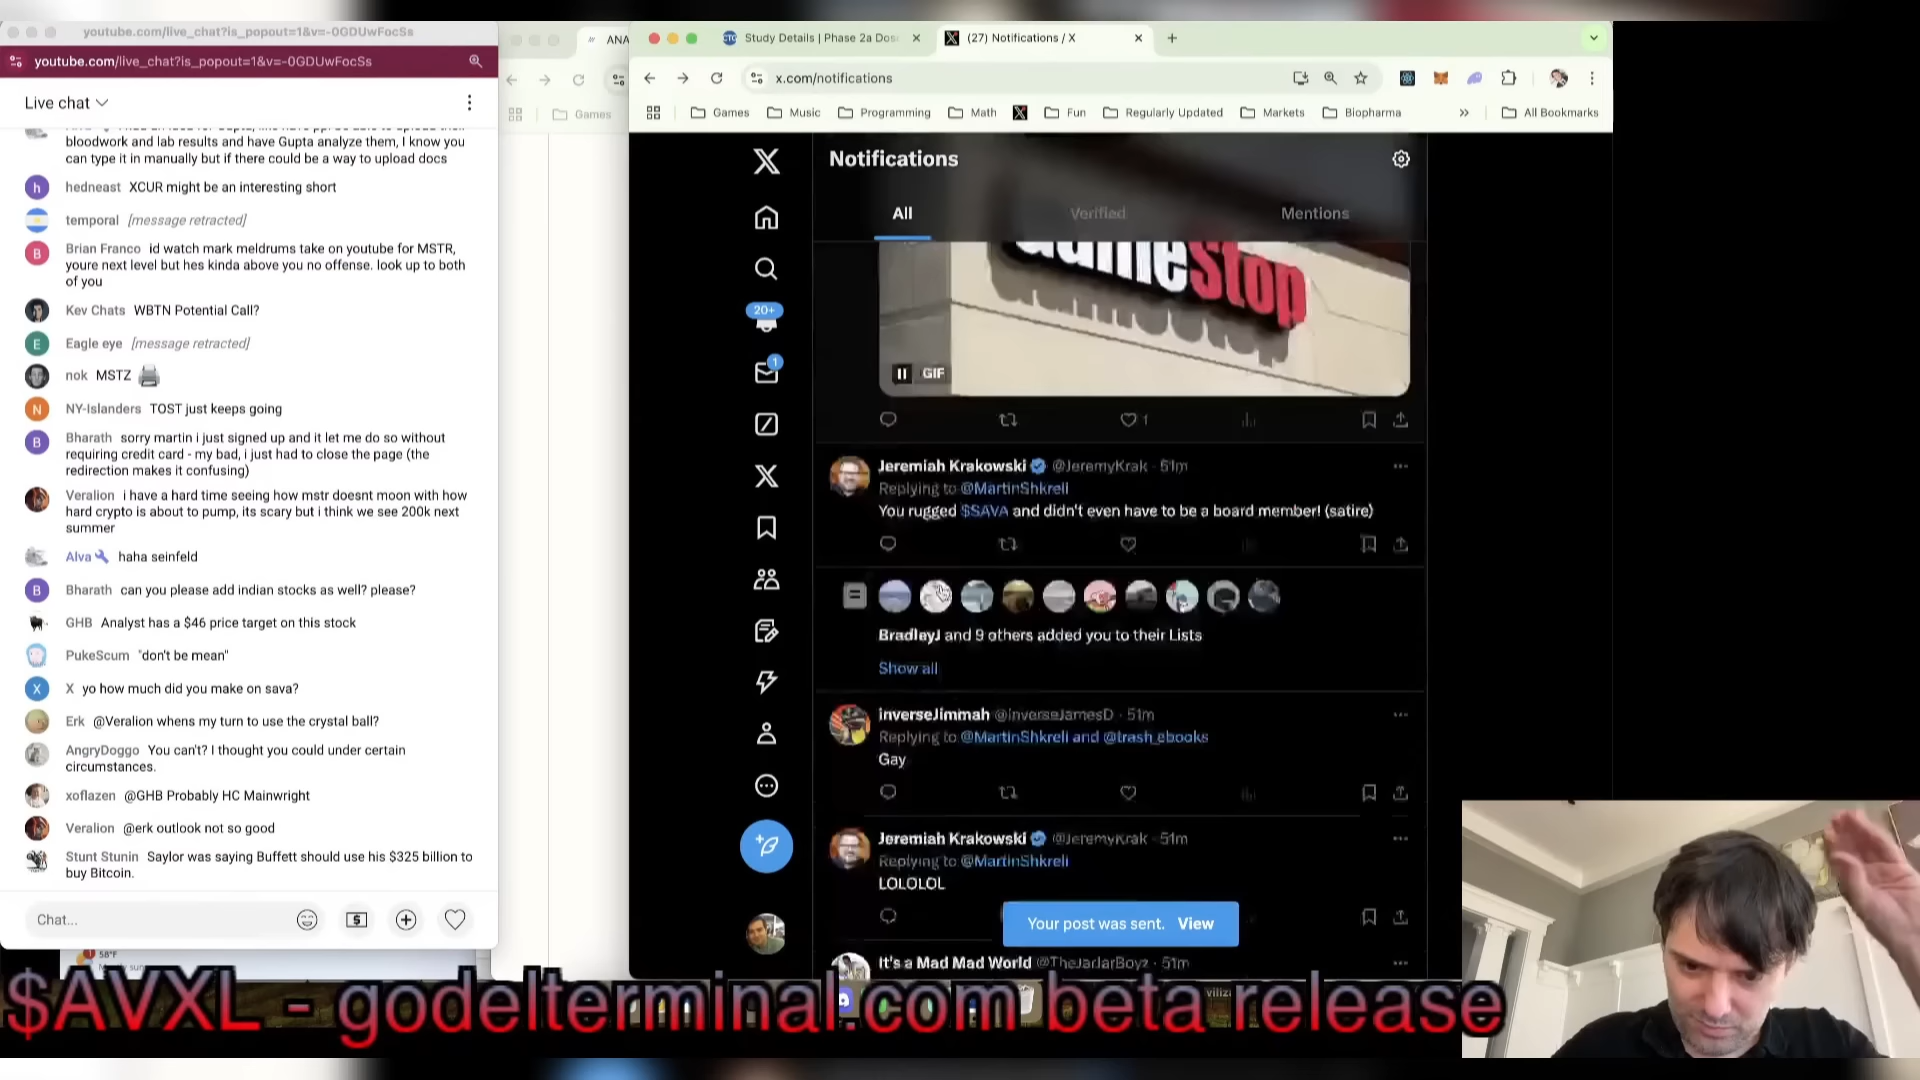 youtube.com/live_chat?is_popout=1&v=-0GDUwFocSs
youtube.com/live_chat?is_popout=1&v=-0GDUwFocSs
Live chat
bloodwork and lab results and have Gupta analyze them, I know you
can type it in manually but if there could be a way to upload docs
hedneast XCUR might be an interesting short
temporal [message retracted]
Brian Franco id watch mark meldrums take on youtube for MSTR,
youre next level but hes kinda above you no offense. look up to both
of you
Kev Chats WBTN Potential Call?
Eagle eye [message retracted]
nok MSTZ
NY-Islanders TOST just keeps going
Bharath sorry martin i just signed up and it let me do so without
requiring credit card - my bad, i just had to close the page (the
redirection makes it confusing)
Veralion i have a hard time seeing how mstr doesnt moon with how
hard crypto is about to pump, its scary but i think we see 200k next
summer
Alva haha seinfeld
Bharath can you please add indian stocks as well? please?
GHB Analyst has a $46 price target on this stock
PukeScum "don't be mean"
X yo how much did you make on sava?
Erk @Veralion whens my turn to use the crystal ball?
AngryDoggo You can't? I thought you could under certain
circumstances.
xoflazen @GHB Probably HC Mainwright
Veralion @erk outlook not so good
Stunt Stunin Saylor was saying Buffett should use his $325 billion to
buy Bitcoin.
Chat...
58°F
ANA
Games
Study Details | Phase 2a Dos
(27) Notifications / X
x.com/notifications
Games
Music
Programming
Math
Fun
Regularly Updated
Markets
Biopharma
All Bookmarks
20+
1
Notifications
All
Verified
Mentions
GameStop
GIF
1
Jeremiah Krakowski @JeremyKrak · 51m
Replying to @MartinShkreli
You rugged $SAVA and didn't even have to be a board member! (satire)
BradleyJ and 9 others added you to their Lists
Show all
inverseJimmah @inverseJamesD · 51m
Replying to @MartinShkreli and @trash_ebooks
Gay
Jeremiah Krakowski @JeremyKrak · 51m
Replying to @MartinShkreli
LOLOLOL
Your post was sent. View
It's a Mad Mad World @TheJarJarBoyz · 51m
$AVXL - godelterminal.com beta release